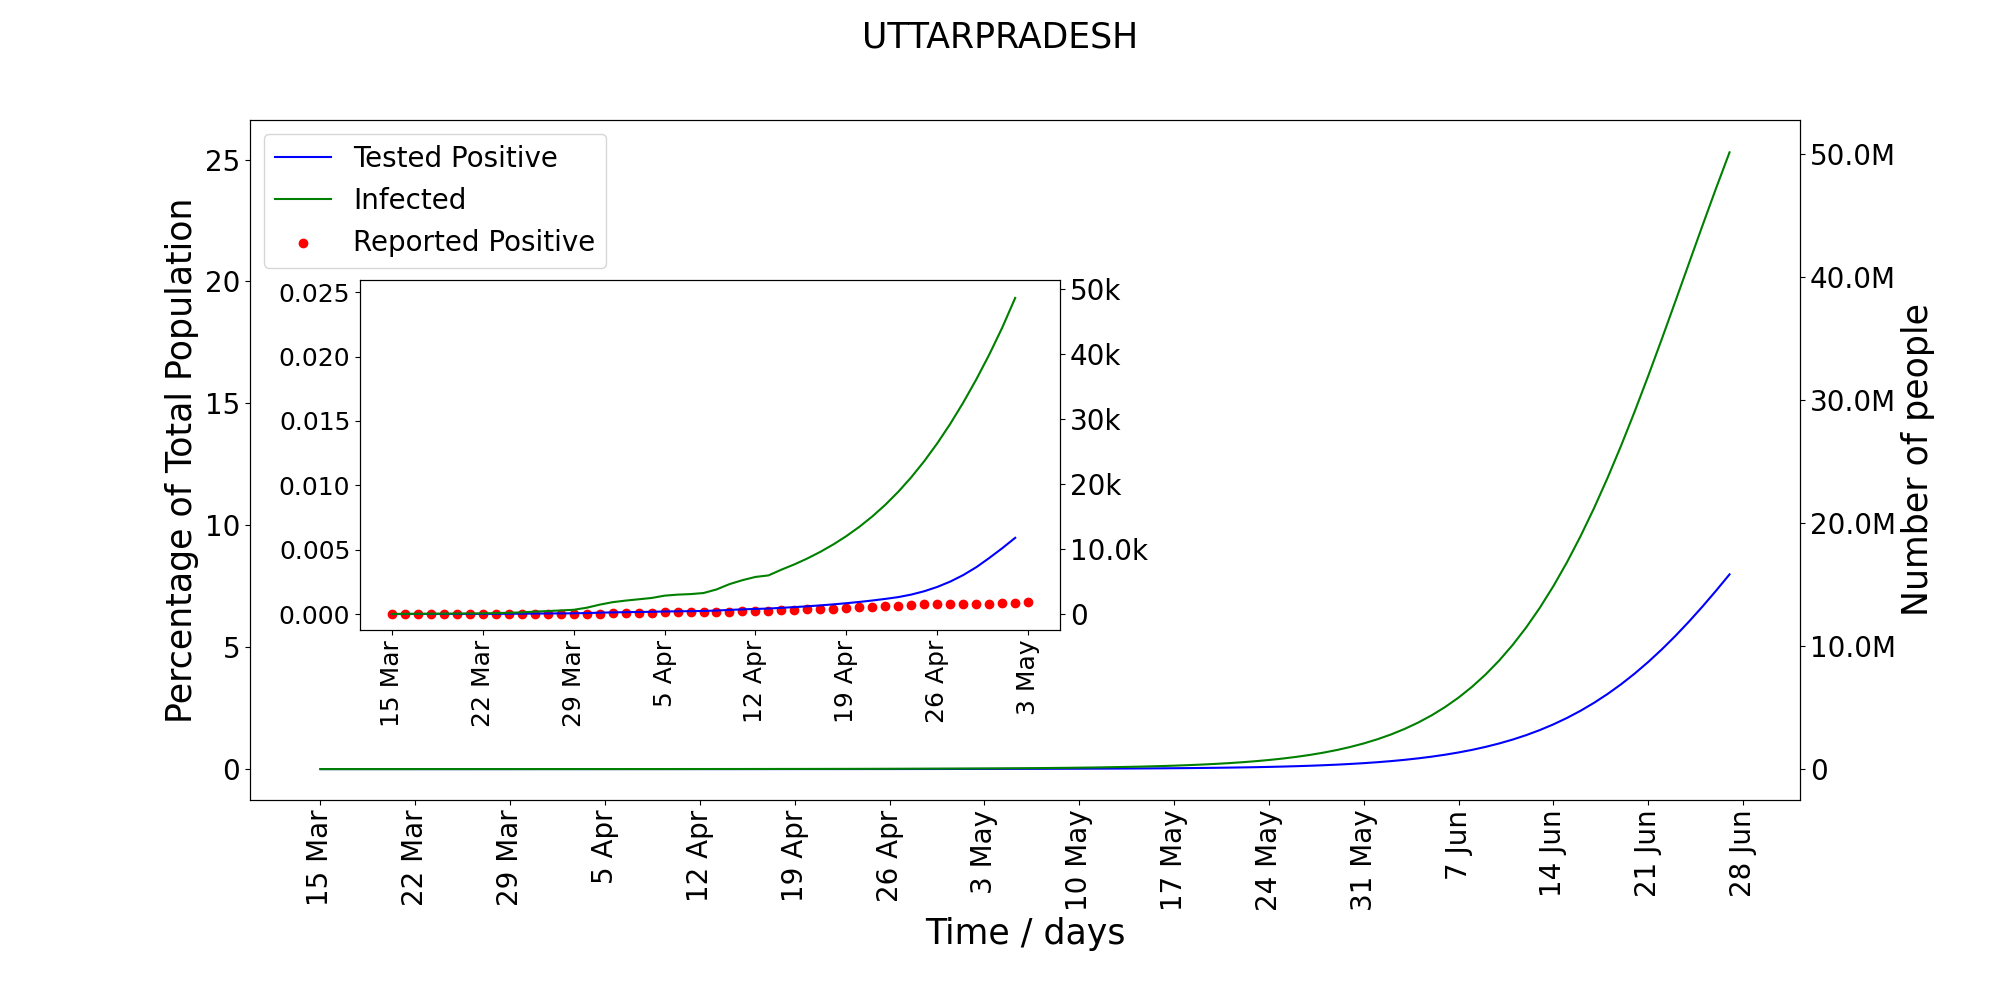 UTTARPRADESH
Tested Positive
Infected
Reported Positive
Percentage of Total Population
25
20
15
10
5
0
50.0M
40.0M
30.0M
20.0M
10.0M
0
Number of people
0.025
0.020
0.015
0.010
0.005
0.000
50k
40k
30k
20k
10.0k
0
15 Mar
22 Mar
29 Mar
5 Apr
12 Apr
19 Apr
26 Apr
3 May
15 Mar
22 Mar
29 Mar
5 Apr
12 Apr
19 Apr
26 Apr
3 May
10 May
17 May
24 May
31 May
7 Jun
14 Jun
21 Jun
28 Jun
Time / days